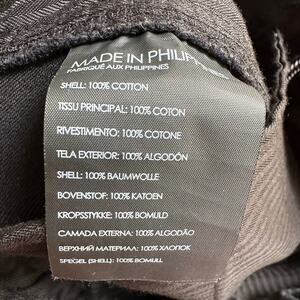 MADE IN PHILIPP
FABRIQUÉ AUX PHILIPPINES
SHELL: 100% COTTON
TISSU PRINCIPAL: 100% COTON
RIVESTIMENTO: 100% COTONE
TELA EXTERIOR: 100% ALGODÓN
SHELL: 100% BAUMWOLLE
BOVENSTOF: 100% KATOEN
KROPSSTYKKE: 100% BOMULD
CAMADA EXTERNA: 100% ALGODÃO
ВЕРХНИЙ МАТЕРИАЛ: 100% ХЛОПОК
SPEGEL (SHELL): 100% BOMULL